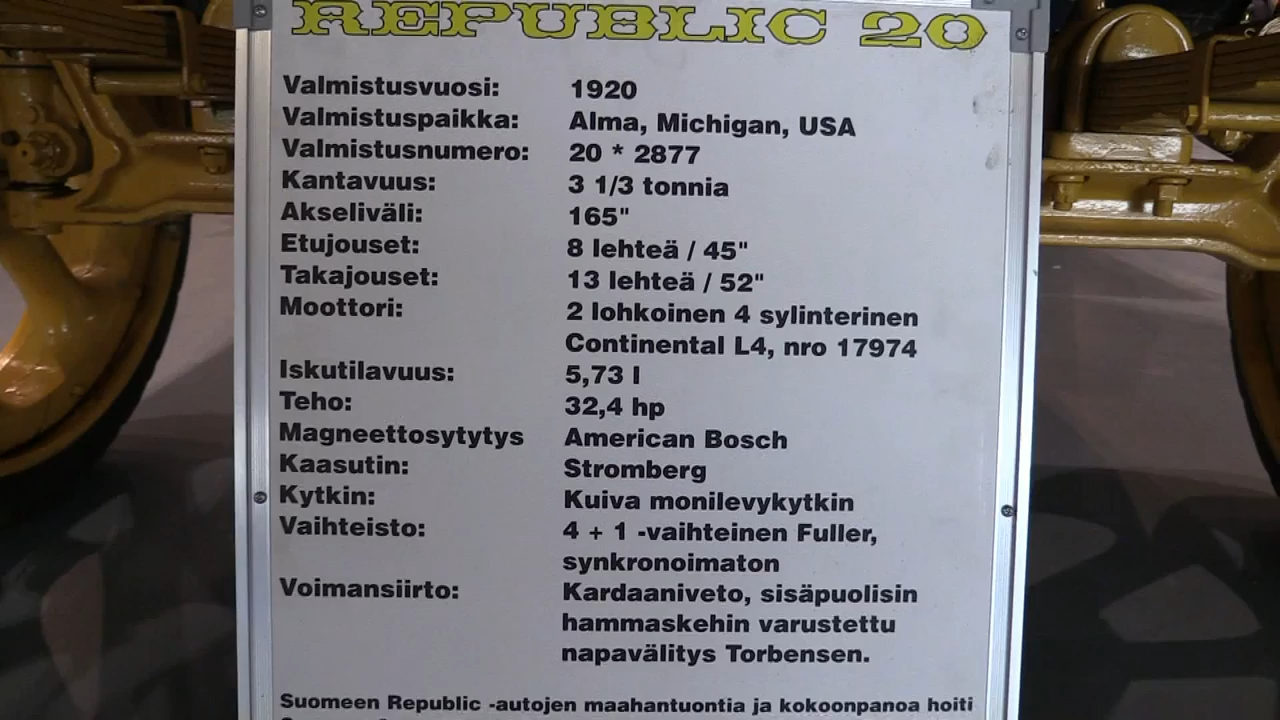 REPUBLIC 20
Valmistusvuosi: 1920
Valmistuspaikka: Alma, Michigan, USA
Valmistusnumero: 20 * 2877
Kantavuus: 3 1/3 tonnia
Akseliväli: 165"
Etujouset: 8 lehteä / 45"
Takajouset: 13 lehteä / 52"
Moottori: 2 lohkoinen 4 sylinterinen
Continental L4, nro 17974
Iskutilavuus: 5,73 l
Teho: 32,4 hp
Magneettosytytys American Bosch
Kaasutin: Stromberg
Kytkin: Kuiva monilevykytkin
Vaihteisto: 4 + 1 -vaihteinen Fuller,
synkronoimaton
Voimansiirto: Kardaaniveto, sisäpuolisin
hammaskehin varustettu
napavälitys Torbensen.
Suomeen Republic -autojen maahantuontia ja kokoonpanoa hoiti